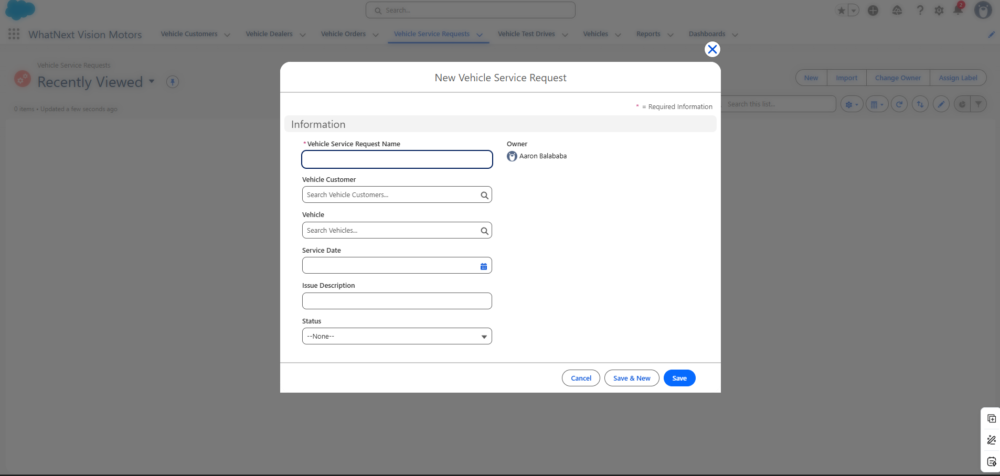 Search...
2
WhatNext Vision Motors
Vehicle Customers
Vehicle Dealers
Vehicle Orders
Vehicle Service Requests
Vehicle Test Drives
Vehicles
Reports
Dashboards
Vehicle Service Requests
Recently Viewed
New
Import
Change Owner
Assign Label
0 items • Updated a few seconds ago
Search this list...
New Vehicle Service Request
* = Required Information
Information
* Vehicle Service Request Name
Owner
Aaron Balababa
Vehicle Customer
Search Vehicle Customers...
Vehicle
Search Vehicles...
Service Date
Issue Description
Status
--None--
Cancel
Save & New
Save